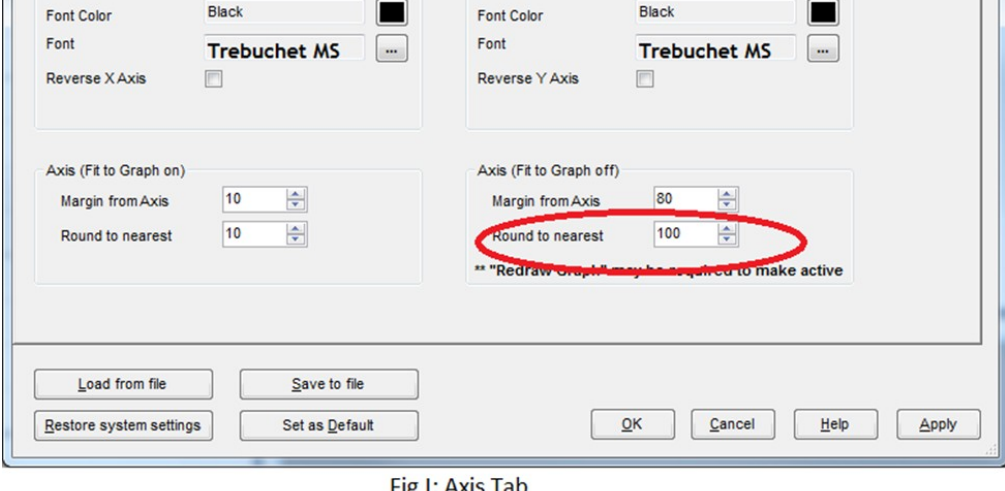 Font Color Black
Font Color Black
Font Trebuchet MS ...
Font Trebuchet MS ...
Reverse X Axis
Reverse Y Axis
Axis (Fit to Graph on)
Margin from Axis 10
Round to nearest 10
Axis (Fit to Graph off)
Margin from Axis 80
Round to nearest 100
** "Redraw Graph" may be required to make active
Load from file
Save to file
Restore system settings
Set as Default
OK
Cancel
Help
Apply
Fig I: Axis Tab